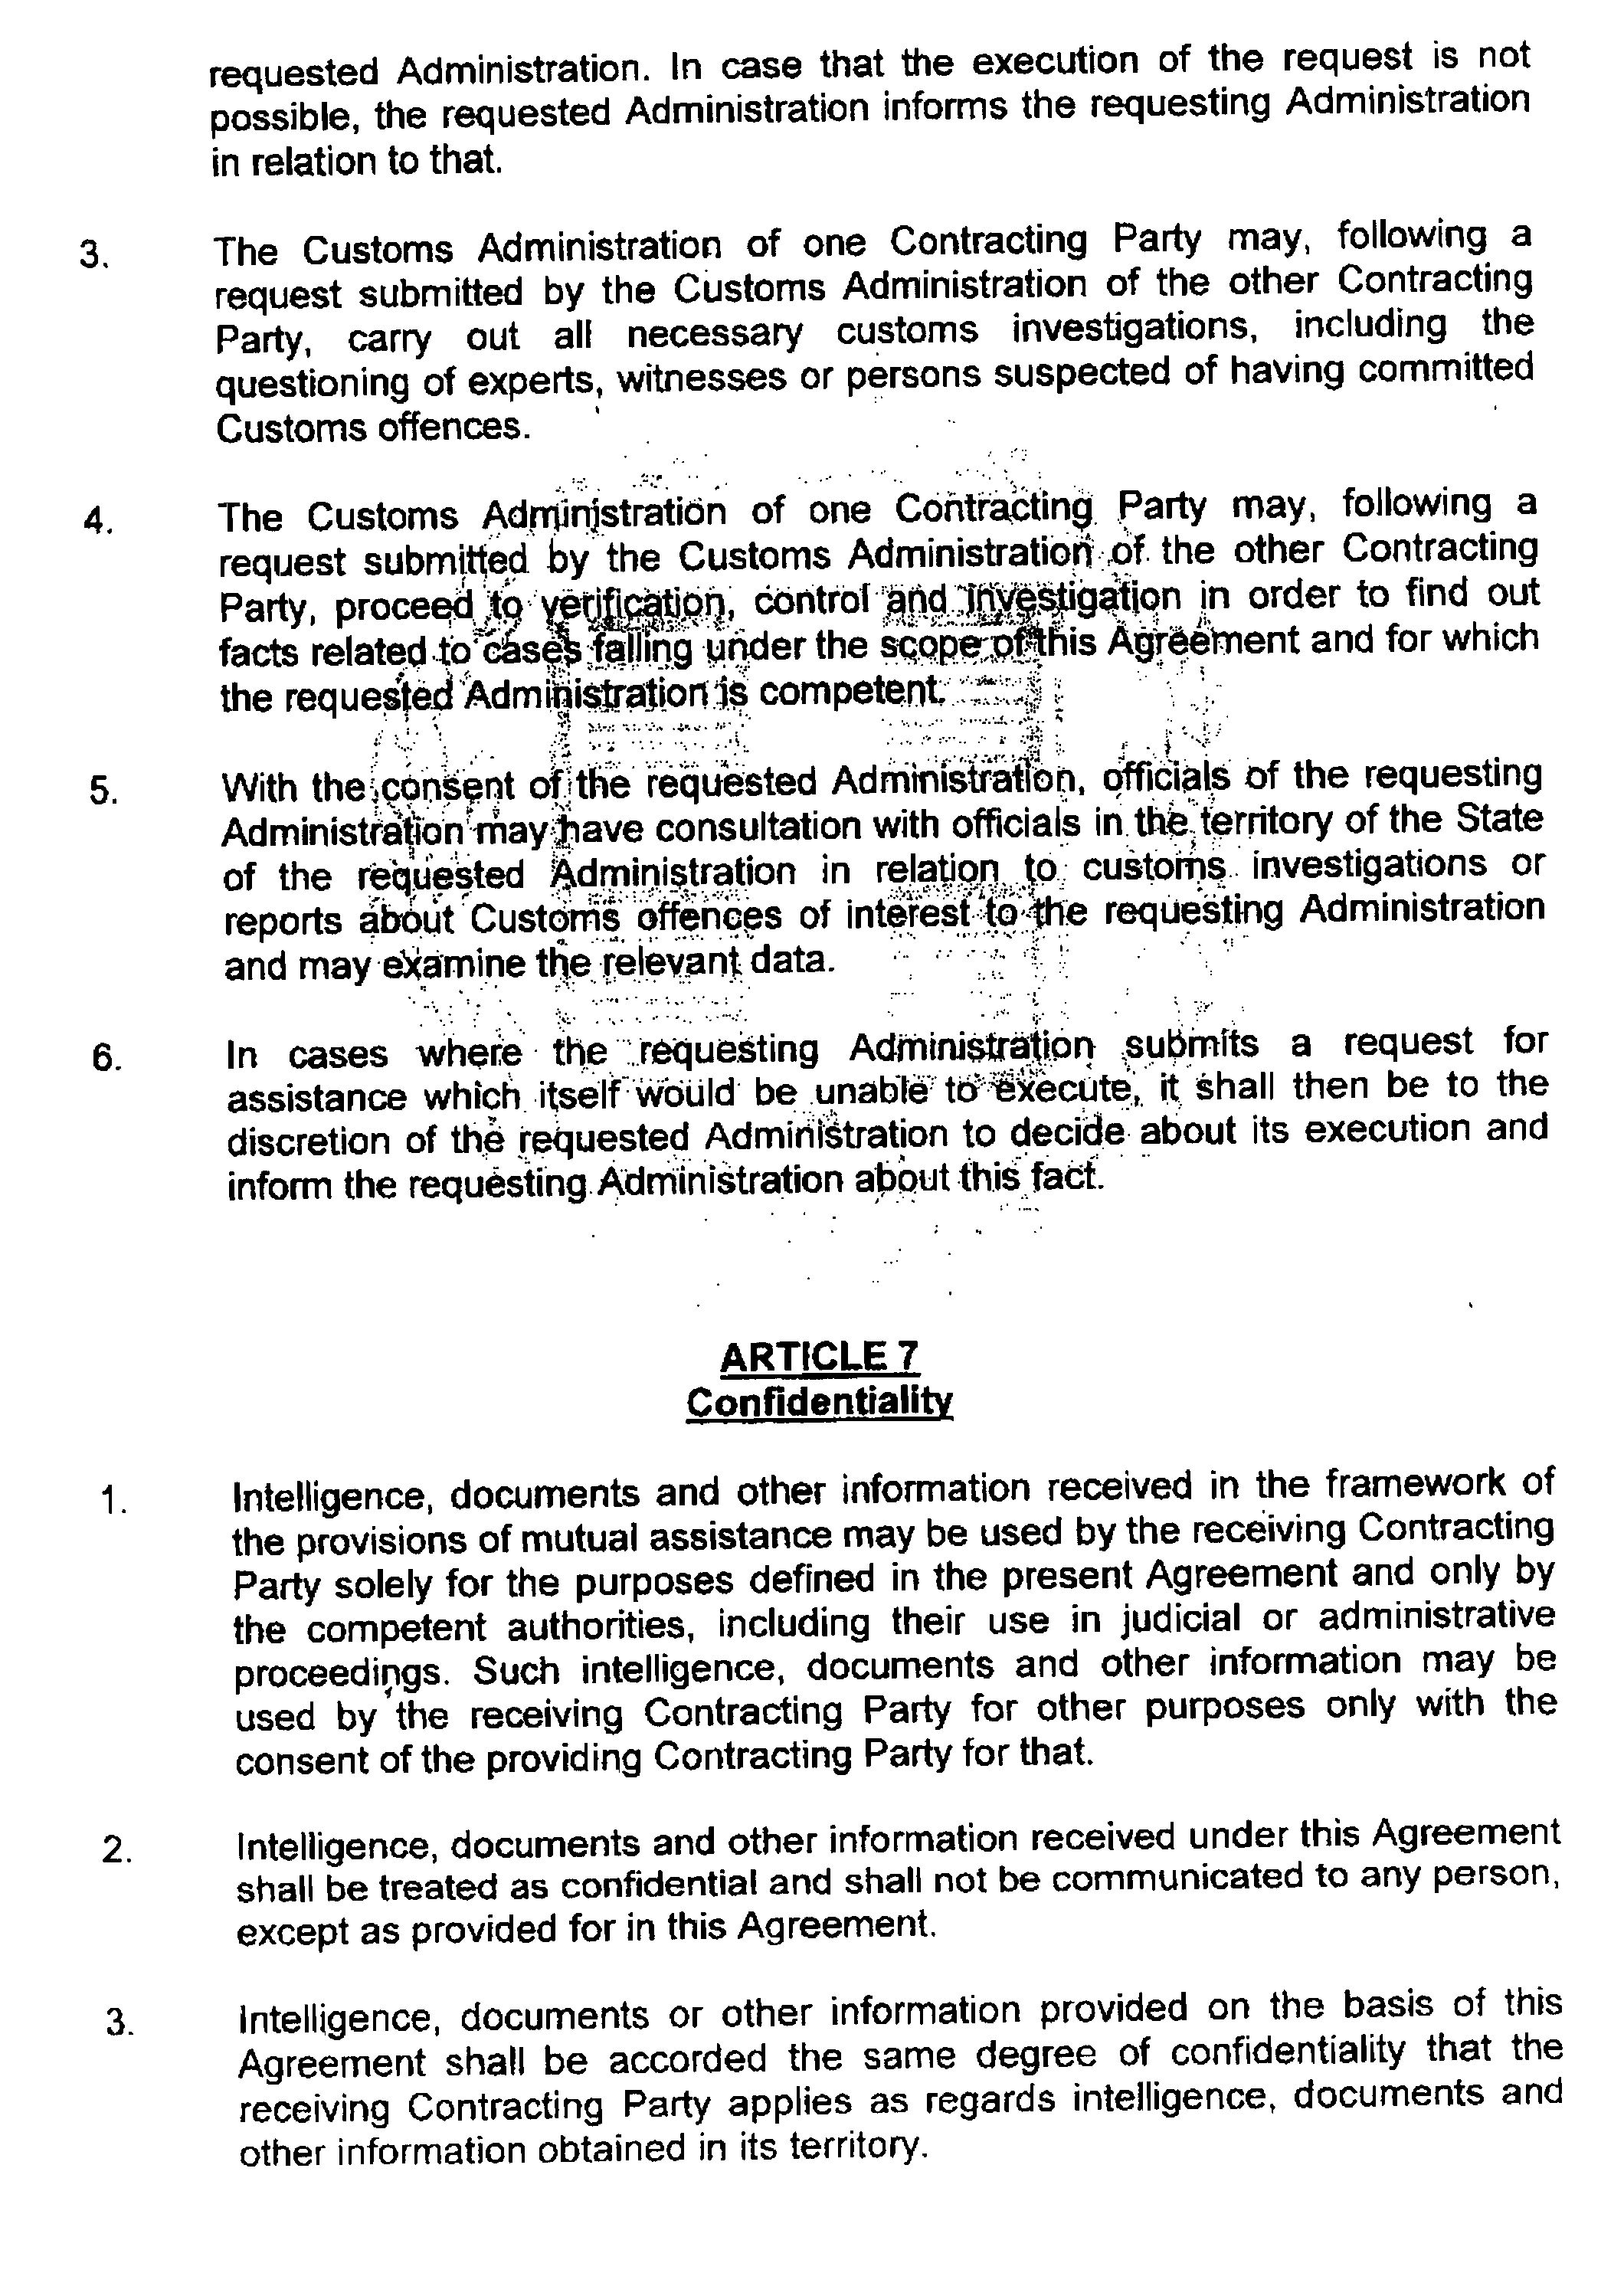 requested Administration. In case that the execution of the request is not
possible, the requested Administration informs the requesting Administration
in relation to that.
3. The Customs Administration of one Contracting Party may, following a
request submitted by the Customs Administration of the other Contracting
Party, carry out all necessary customs investigations, including the
questioning of experts, witnesses or persons suspected of having committed
Customs offences.
4. The Customs Administration of one Contracting Party may, following a
request submitted by the Customs Administration of the other Contracting
Party, proceed to verification, control and investigation in order to find out
facts related to cases falling under the scope of this Agreement and for which
the requested Administration is competent.
5. With the consent of the requested Administration, officials of the requesting
Administration may have consultation with officials in the territory of the State
of the requested Administration in relation to customs investigations or
reports about Customs offences of interest to the requesting Administration
and may examine the relevant data.
6. In cases where the requesting Administration submits a request for
assistance which itself would be unable to execute, it shall then be to the
discretion of the requested Administration to decide about its execution and
inform the requesting Administration about this fact.
ARTICLE 7
Confidentiality
1. Intelligence, documents and other information received in the framework of
the provisions of mutual assistance may be used by the receiving Contracting
Party solely for the purposes defined in the present Agreement and only by
the competent authorities, including their use in judicial or administrative
proceedings. Such intelligence, documents and other information may be
used by the receiving Contracting Party for other purposes only with the
consent of the providing Contracting Party for that.
2. Intelligence, documents and other information received under this Agreement
shall be treated as confidential and shall not be communicated to any person,
except as provided for in this Agreement.
3. Intelligence, documents or other information provided on the basis of this
Agreement shall be accorded the same degree of confidentiality that the
receiving Contracting Party applies as regards intelligence, documents and
other information obtained in its territory.